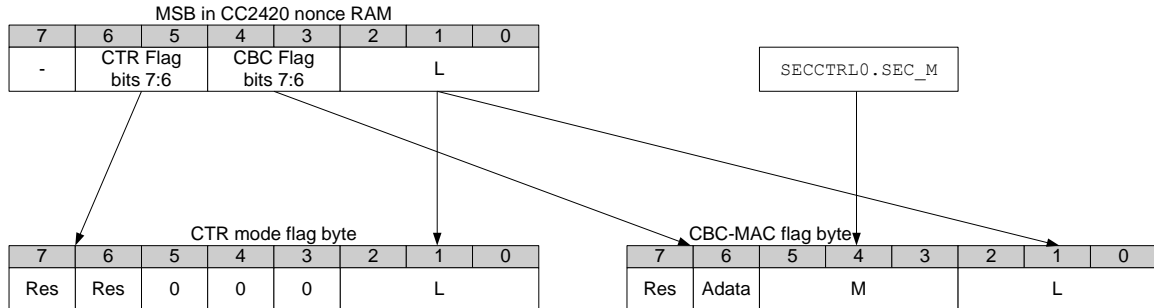 MSB in CC2420 nonce RAM
7 6 5 4 3 2 1 0
- CTR Flag bits 7:6 CBC Flag bits 7:6 L
SECCTRL0.SEC_M
CTR mode flag byte
7 6 5 4 3 2 1 0
Res Res 0 0 0 L
CBC-MAC flag byte
7 6 5 4 3 2 1 0
Res Adata M L